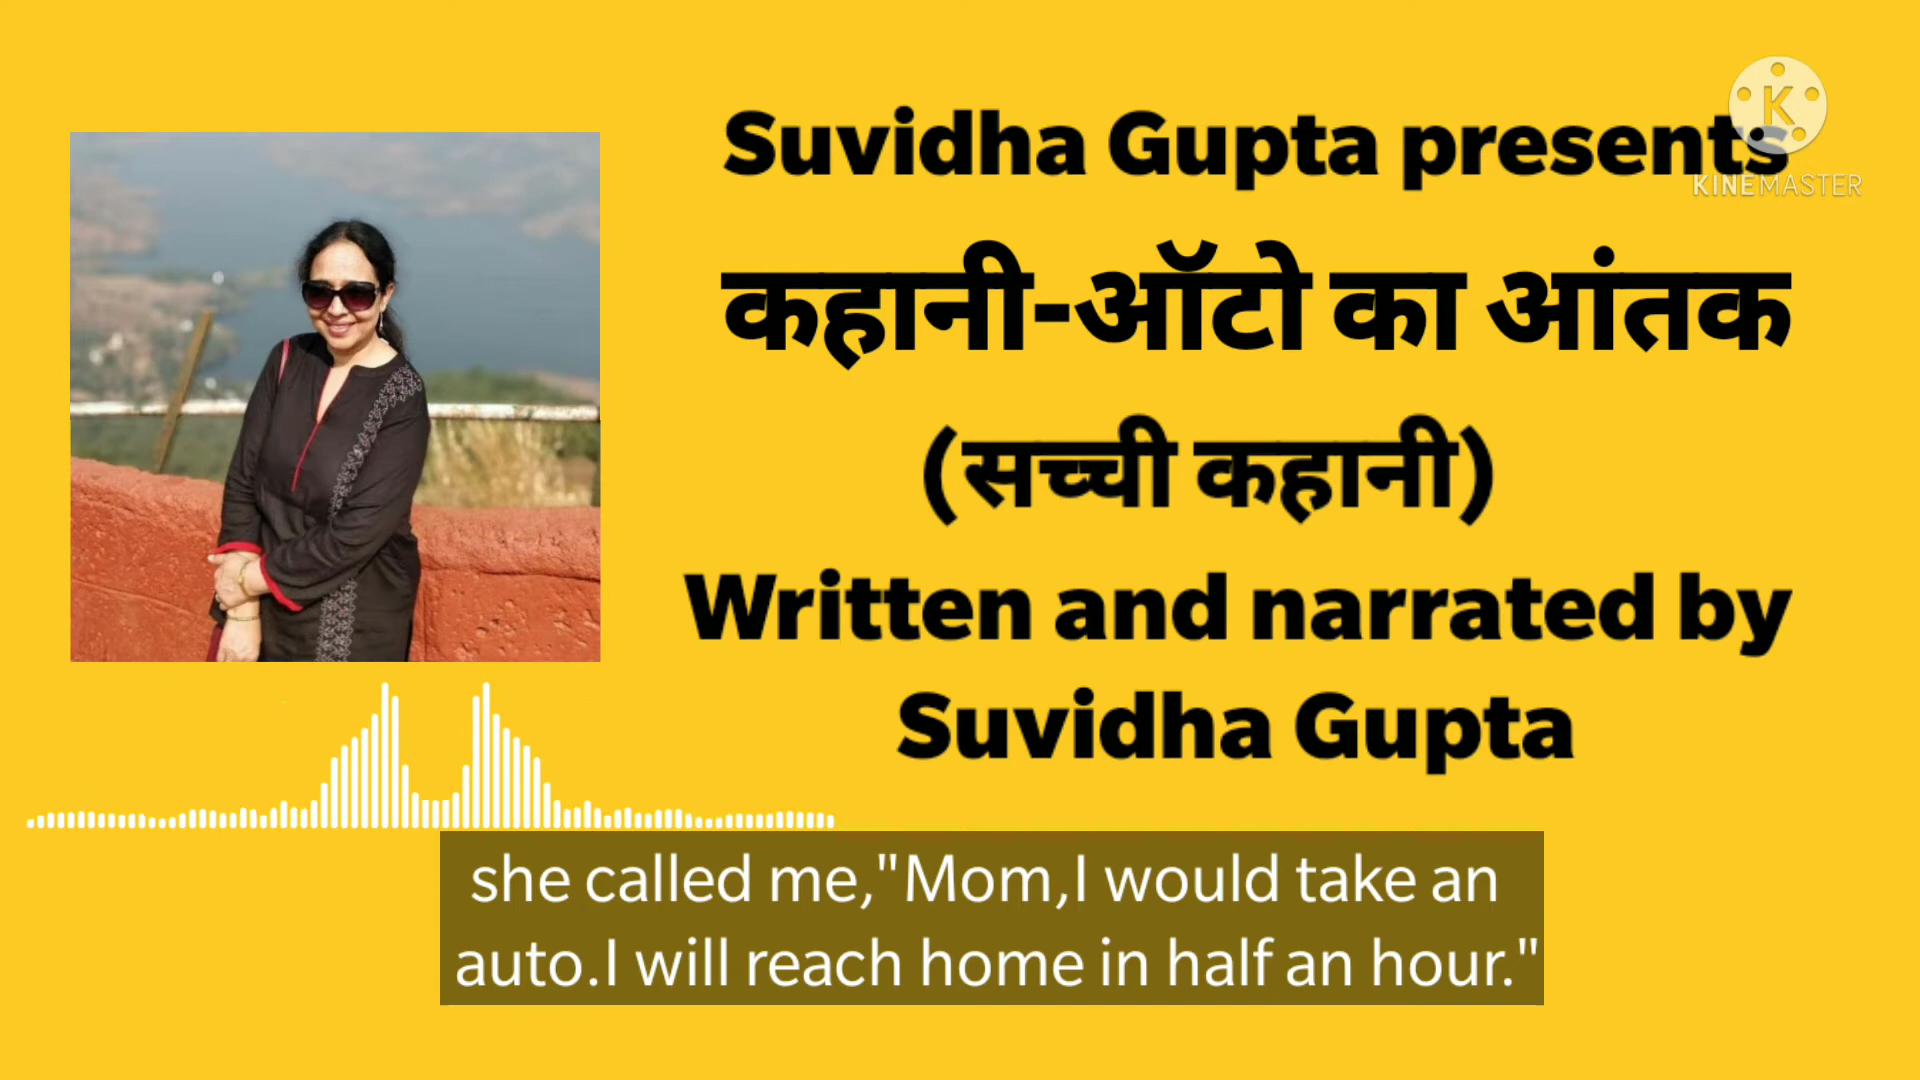 Suvidha Gupta presents
K
KINEMASTER
कहानी-ऑटो का आंतक
(सच्ची कहानी)
Written and narrated by
Suvidha Gupta
she called me,"Mom,I would take an
auto.I will reach home in half an hour."